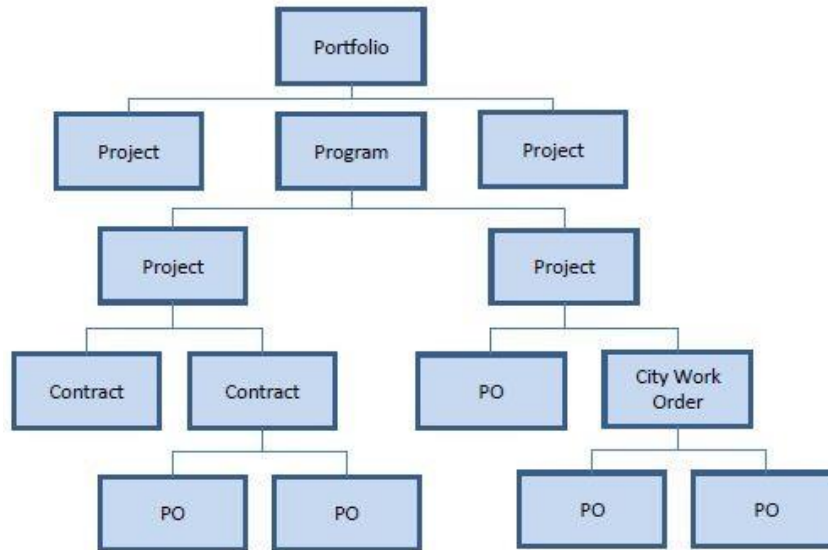 Portfolio
Project
Program
Project
Project
Project
Contract
Contract
PO
City Work
Order
PO
PO
PO
PO